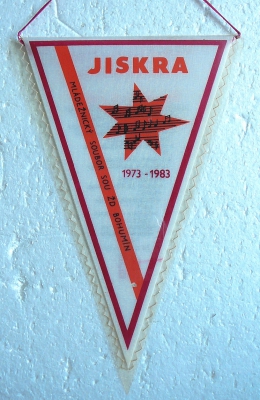 JISKRA
MLÁDEŽNICKÝ SOUBOR SOU ŽD BOHUMÍN
1973 - 1983